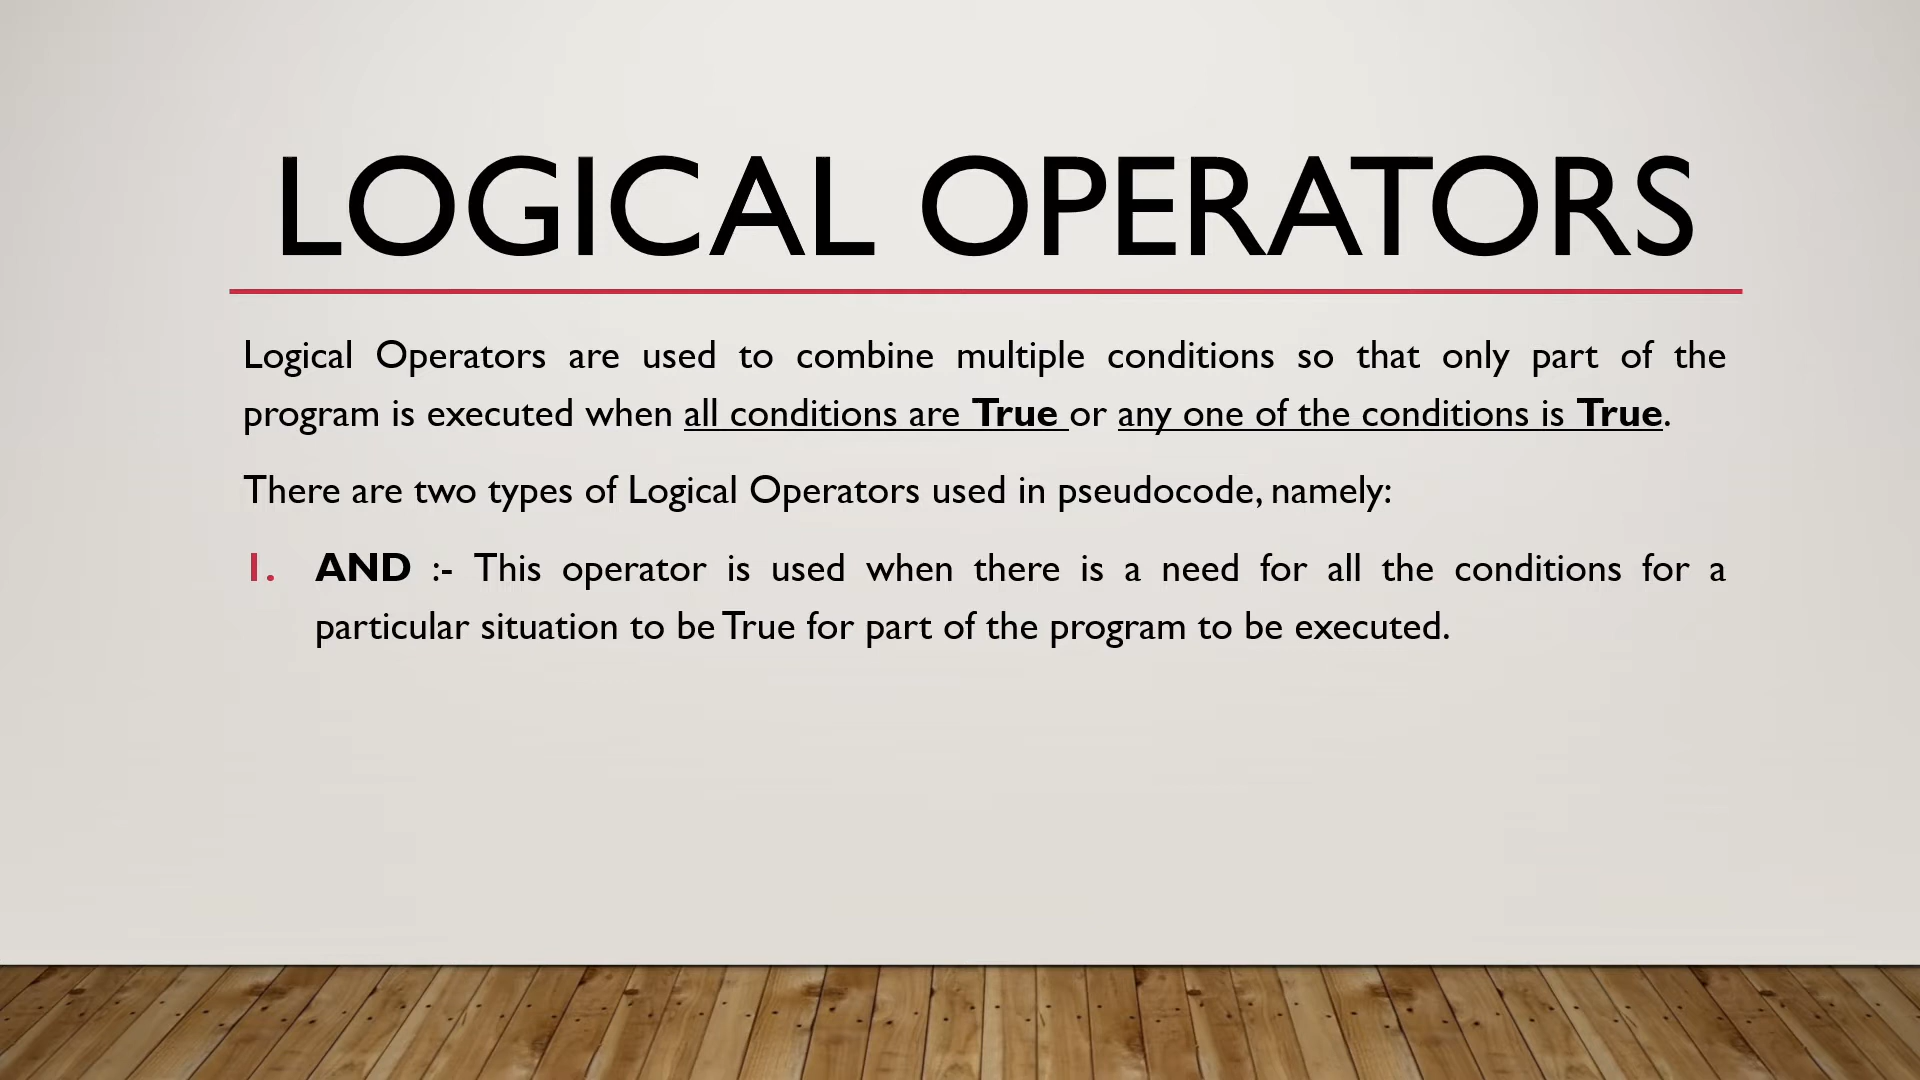 LOGICAL OPERATORS
Logical Operators are used to combine multiple conditions so that only part of the
program is executed when all conditions are True or any one of the conditions is True.
There are two types of Logical Operators used in pseudocode, namely:
1. AND :- This operator is used when there is a need for all the conditions for a
particular situation to be True for part of the program to be executed.